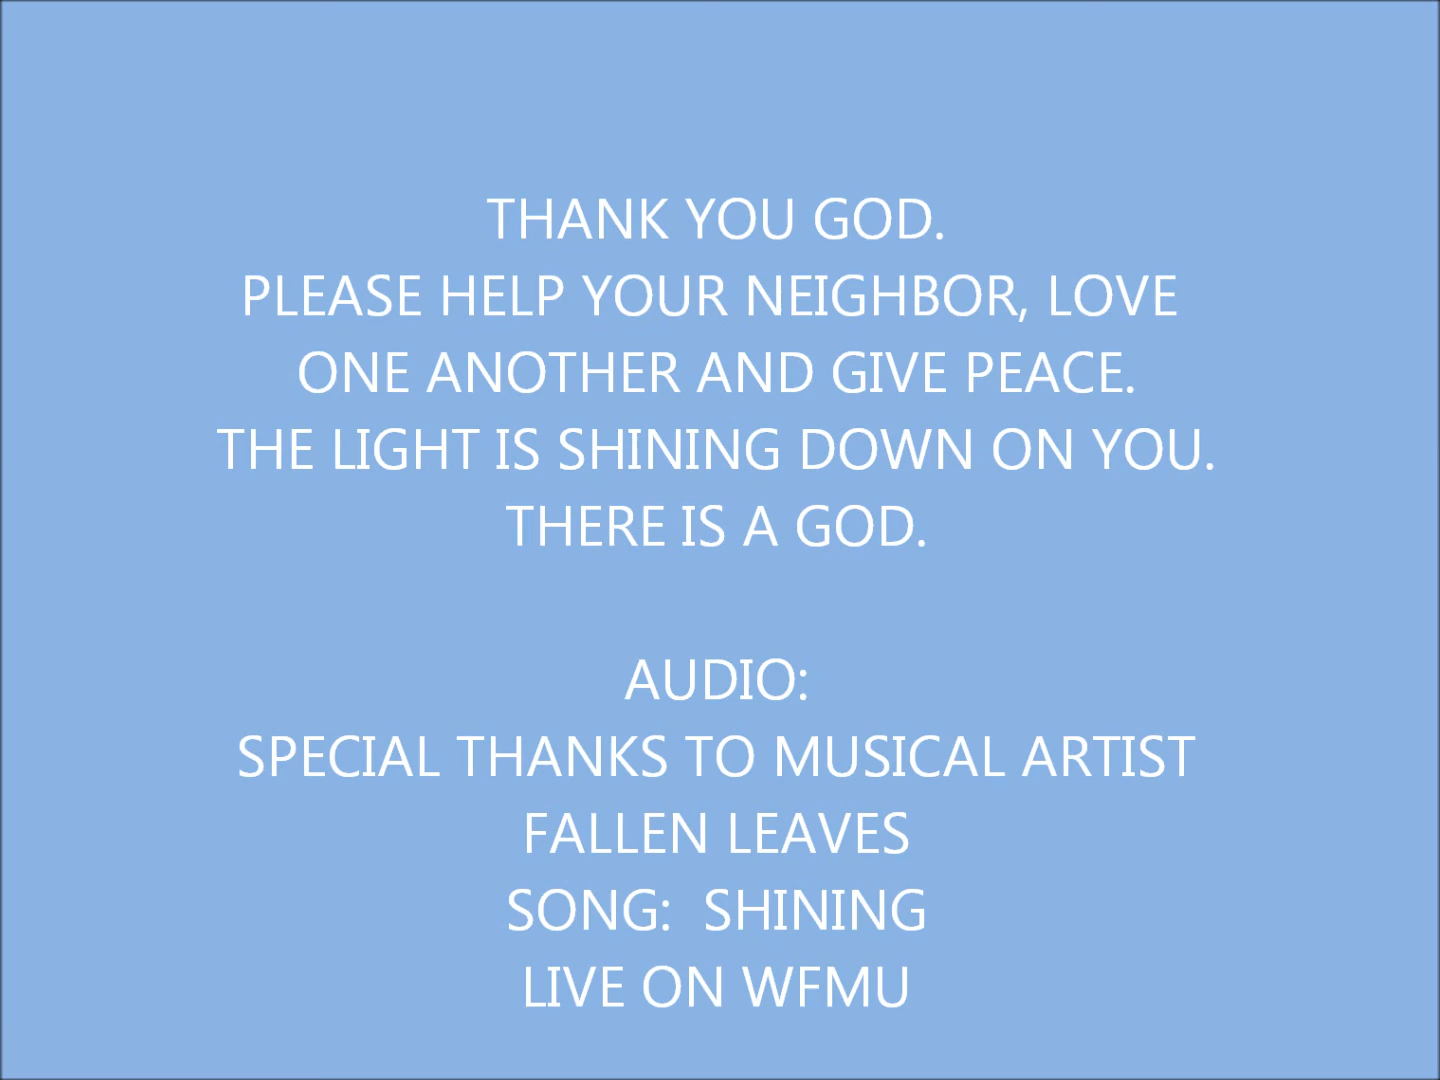 THANK YOU GOD.
PLEASE HELP YOUR NEIGHBOR, LOVE
ONE ANOTHER AND GIVE PEACE.
THE LIGHT IS SHINING DOWN ON YOU.
THERE IS A GOD.
AUDIO:
SPECIAL THANKS TO MUSICAL ARTIST
FALLEN LEAVES
SONG:  SHINING
LIVE ON WFMU